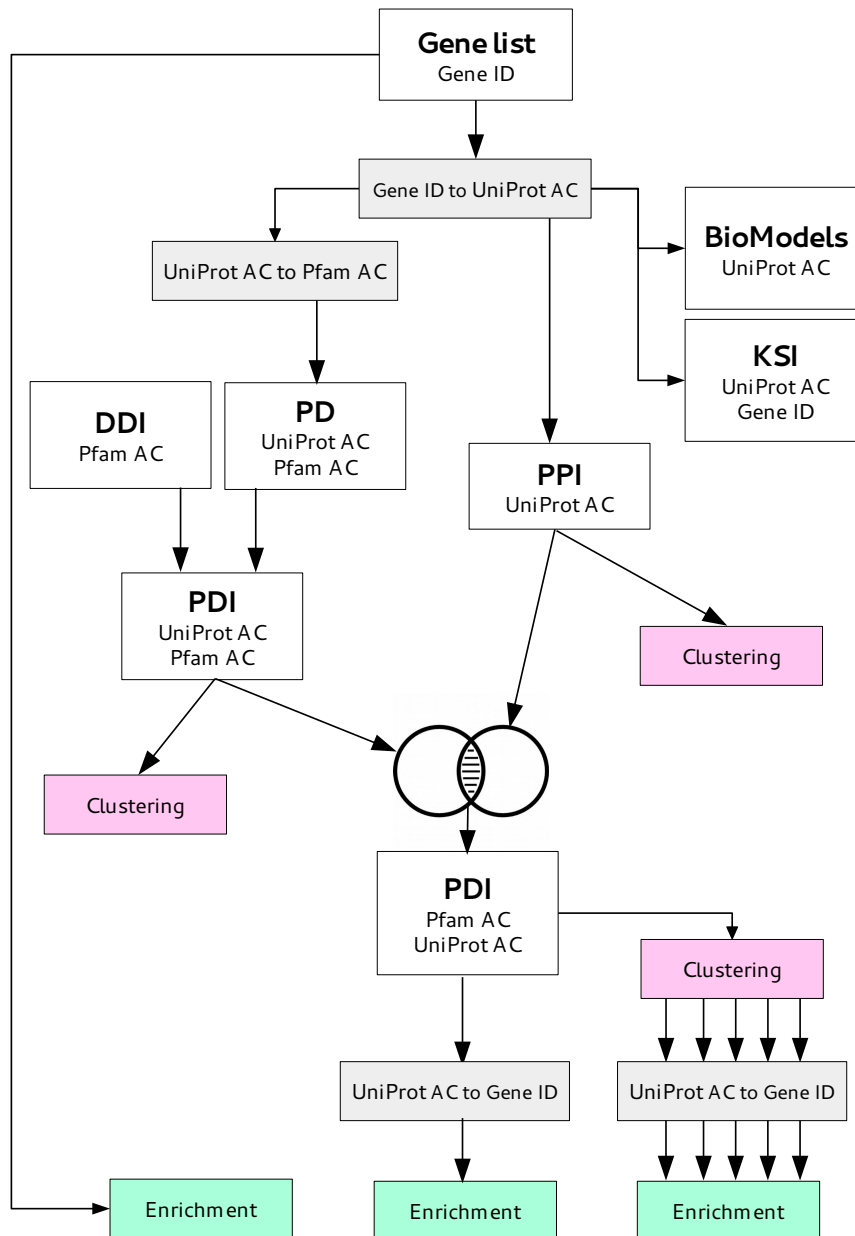 Gene list
Gene ID
Gene ID to UniProt AC
BioModels
UniProt AC
UniProt AC to Pfam AC
KSI
UniProt AC
Gene ID
DDI
Pfam AC
PD
UniProt AC
Pfam AC
PPI
UniProt AC
PDI
UniProt AC
Pfam AC
Clustering
Clustering
PDI
Pfam AC
UniProt AC
Clustering
UniProt AC to Gene ID
UniProt AC to Gene ID
Enrichment
Enrichment
Enrichment